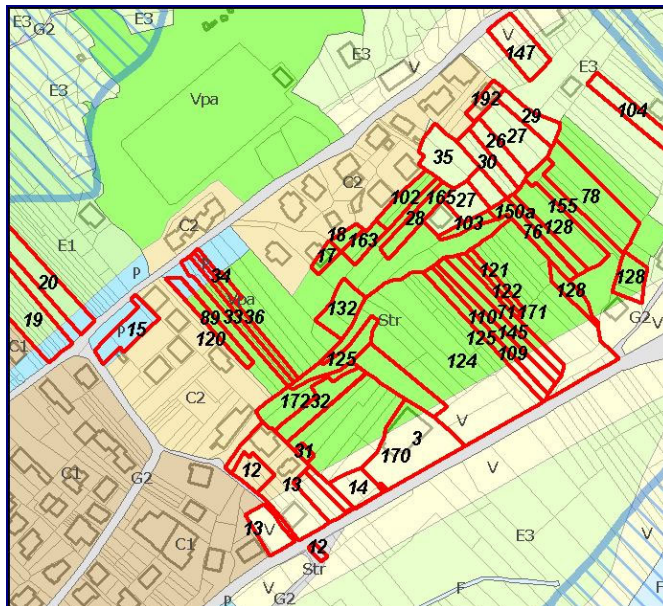 E3
G2
E3
E3
Vpa
E3
V
V
147
E3
104
192
29
26
27
35
30
C2
102
165
27
28
103
150a
155
78
76
128
128
128
18
163
17
C2
E1
20
19
C1
P
P
15
34
Vpa
89
33
36
120
132
Str
125
121
122
110
71
171
125
145
109
124
G2
V
C2
172
32
31
12
13
13
V
14
170
3
V
V
12
Str
C1
G2
C1
E3
V
P
V
G2
F
P